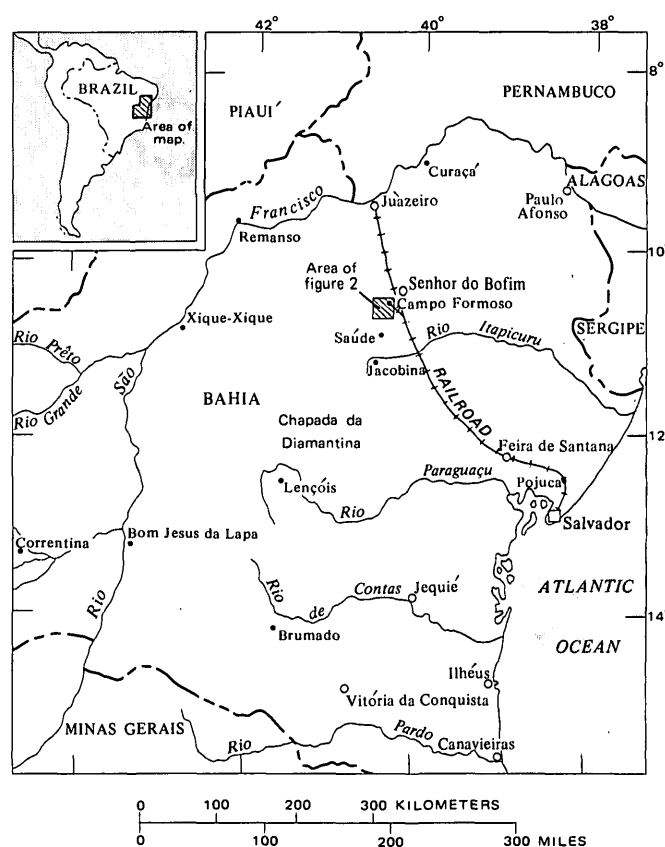 42°
40°
38°
8°
BRAZIL
Area of
map.
PIAUÍ
PERNAMBUCO
Curaçá
ALAGOAS
Paulo
Afonso
Francisco
Juàzeiro
Remanso
10°
Area of
figure 2
Senhor do Bofim
Campo Formoso
Xique-Xique
SERGIPE
Saúde
Rio Itapicuru
Rio Prêto
São
Jacobina
BAHIA
RAILROAD
Rio Grande
Chapada da
Diamantina
12°
Feira de Santana
Paraguaçu
Pojuca
Lençóis
Rio
Salvador
Correntina
Bom Jesus da Lapa
ATLANTIC
Rio
Rio
de
Contas
Jequié
14°
Brumado
OCEAN
Ilhéus
Vitória da Conquista
MINAS GERAIS
Rio
Pardo
Canavieiras
0 100 200 300 KILOMETERS
0 100 200 300 MILES